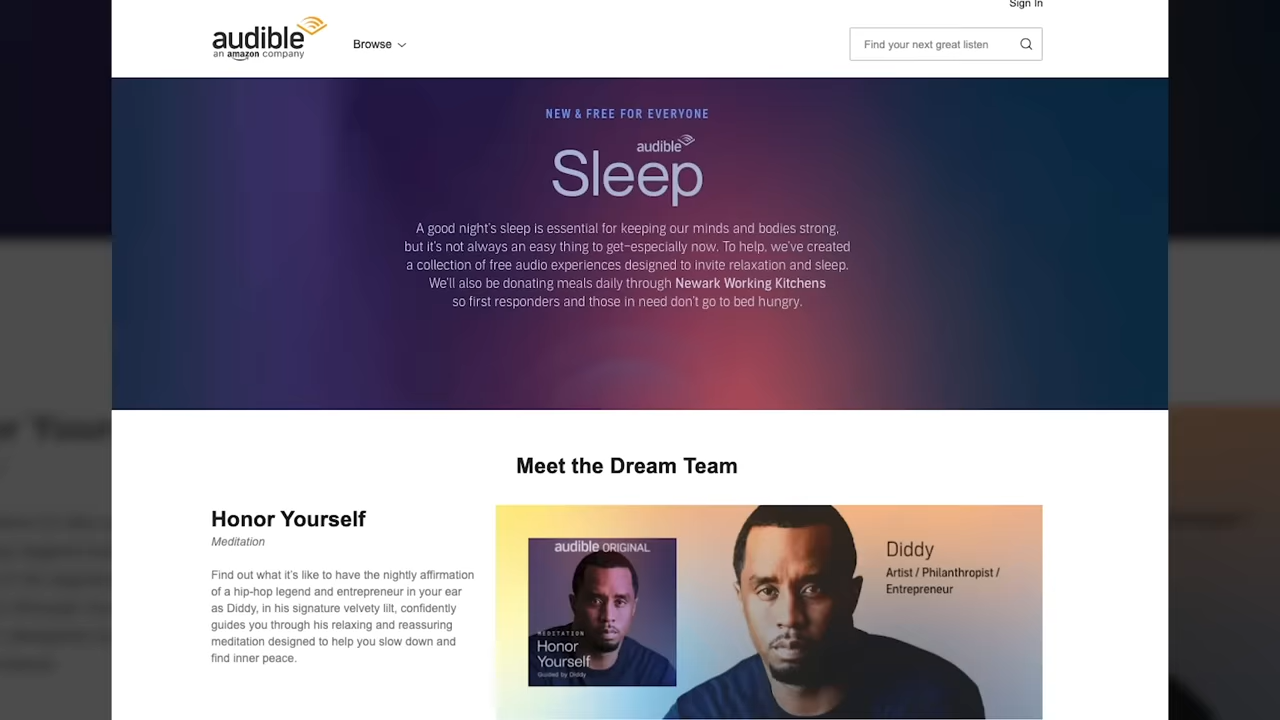 Sign In
audible
an amazon company
Browse
Find your next great listen
NEW & FREE FOR EVERYONE
audible
Sleep
A good night's sleep is essential for keeping our minds and bodies strong,
but it's not always an easy thing to get–especially now. To help, we've created
a collection of free audio experiences designed to invite relaxation and sleep.
We'll also be donating meals daily through Newark Working Kitchens
so first responders and those in need don't go to bed hungry.
Meet the Dream Team
Honor Yourself
Meditation
Find out what it's like to have the nightly affirmation
of a hip-hop legend and entrepreneur in your ear
as Diddy, in his signature velvety lilt, confidently
guides you through his relaxing and reassuring
meditation designed to help you slow down and
find inner peace.
audible ORIGINAL
MEDITATION
Honor
Yourself
Guided by Diddy
Diddy
Artist / Philanthropist /
Entrepreneur